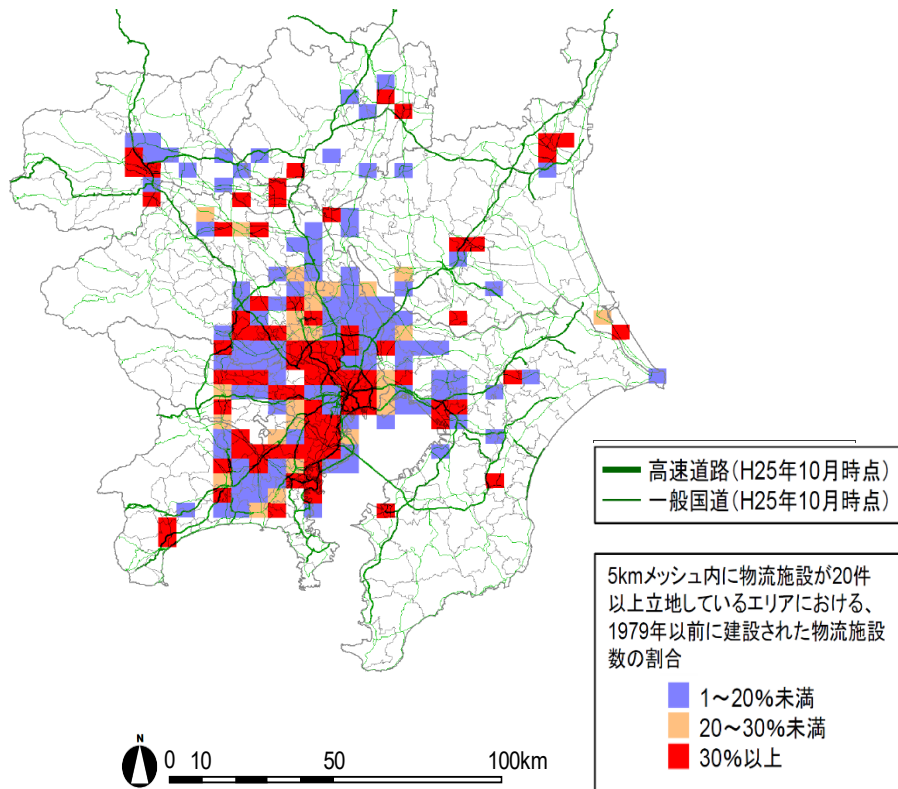 高速道路(H25年10月時点)
一般国道(H25年10月時点)
5kmメッシュ内に物流施設が20件
以上立地しているエリアにおける、
1979年以前に建設された物流施設
数の割合
1~20%未満
20~30%未満
30%以上
N
0 10 50 100km